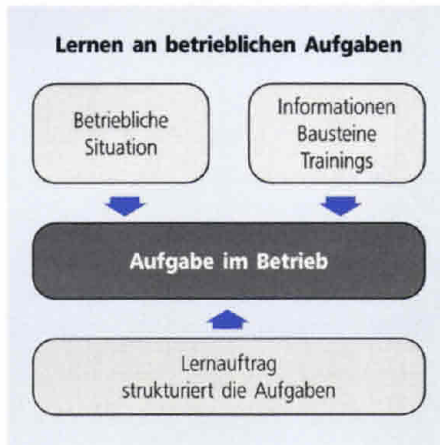 Lernen an betrieblichen Aufgaben
Betriebliche
Situation
Informationen
Bausteine
Trainings
Aufgabe im Betrieb
Lernauftrag
strukturiert die Aufgaben